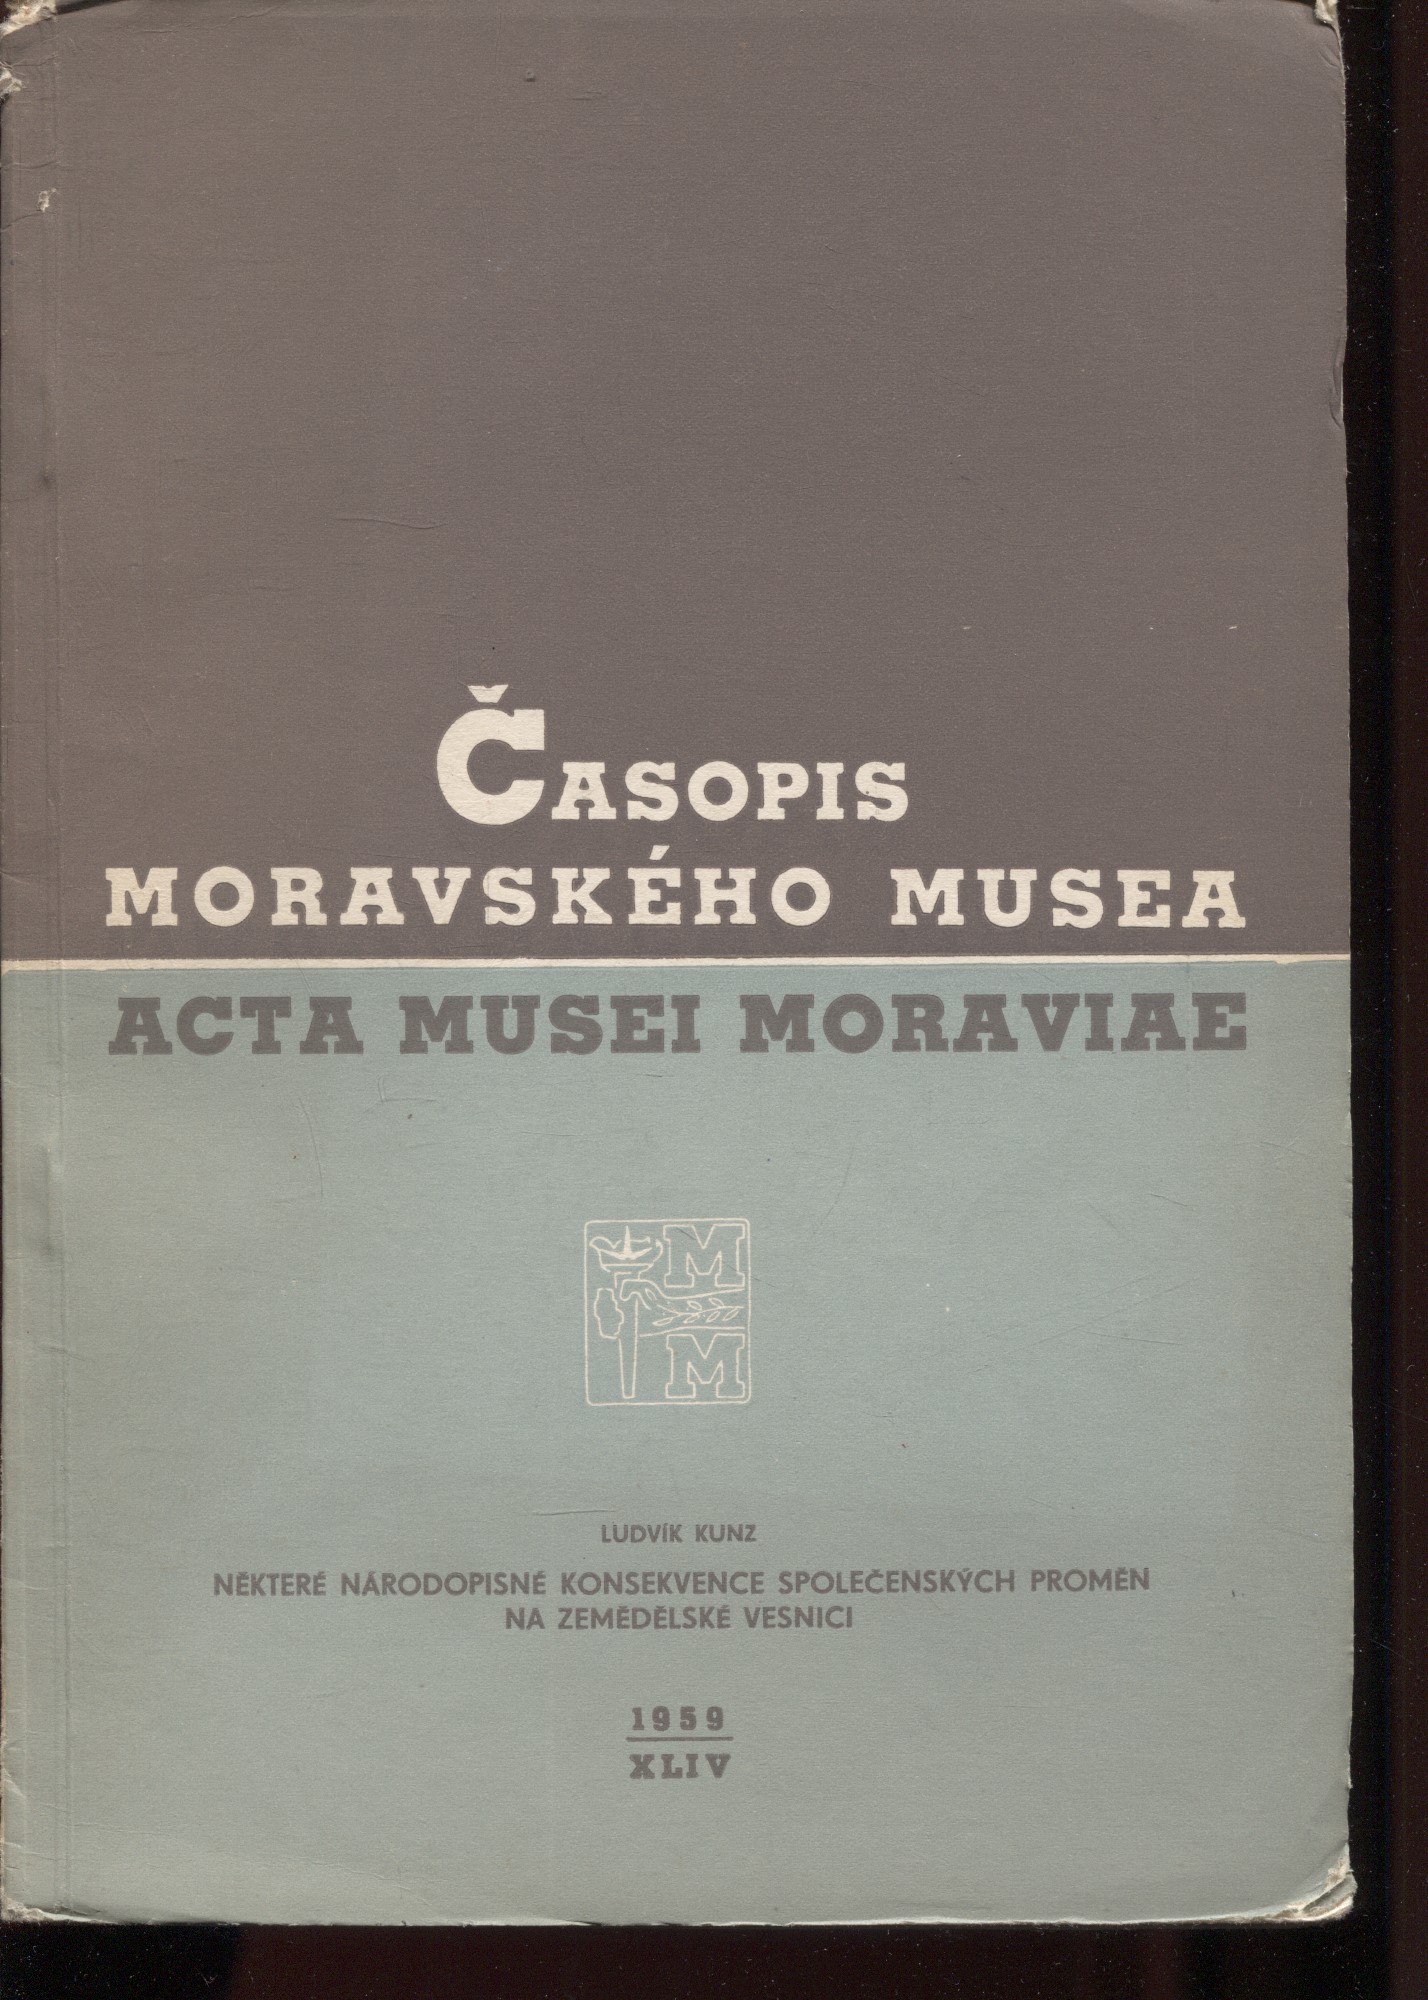 ČASOPIS
MORAVSKÉHO MUSEA
ACTA MUSEI MORAVIAE
M
M
LUDVÍK KUNZ
NĚKTERÉ NÁRODOPISNÉ KONSEKVENCE SPOLEČENSKÝCH PROMĚN
NA ZEMĚDĚLSKÉ VESNICI
1959
XLIV